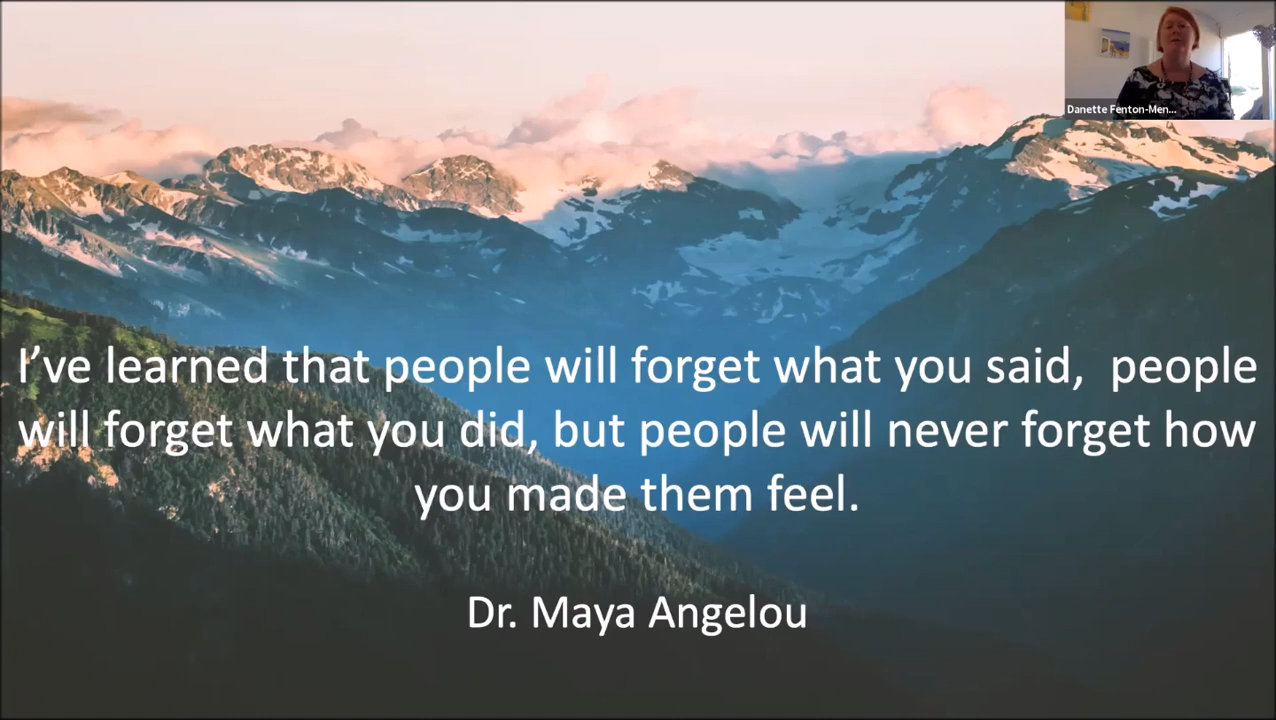 Danette Fenton-Men...
I've learned that people will forget what you said,  people
will forget what you did, but people will never forget how
you made them feel.
Dr. Maya Angelou